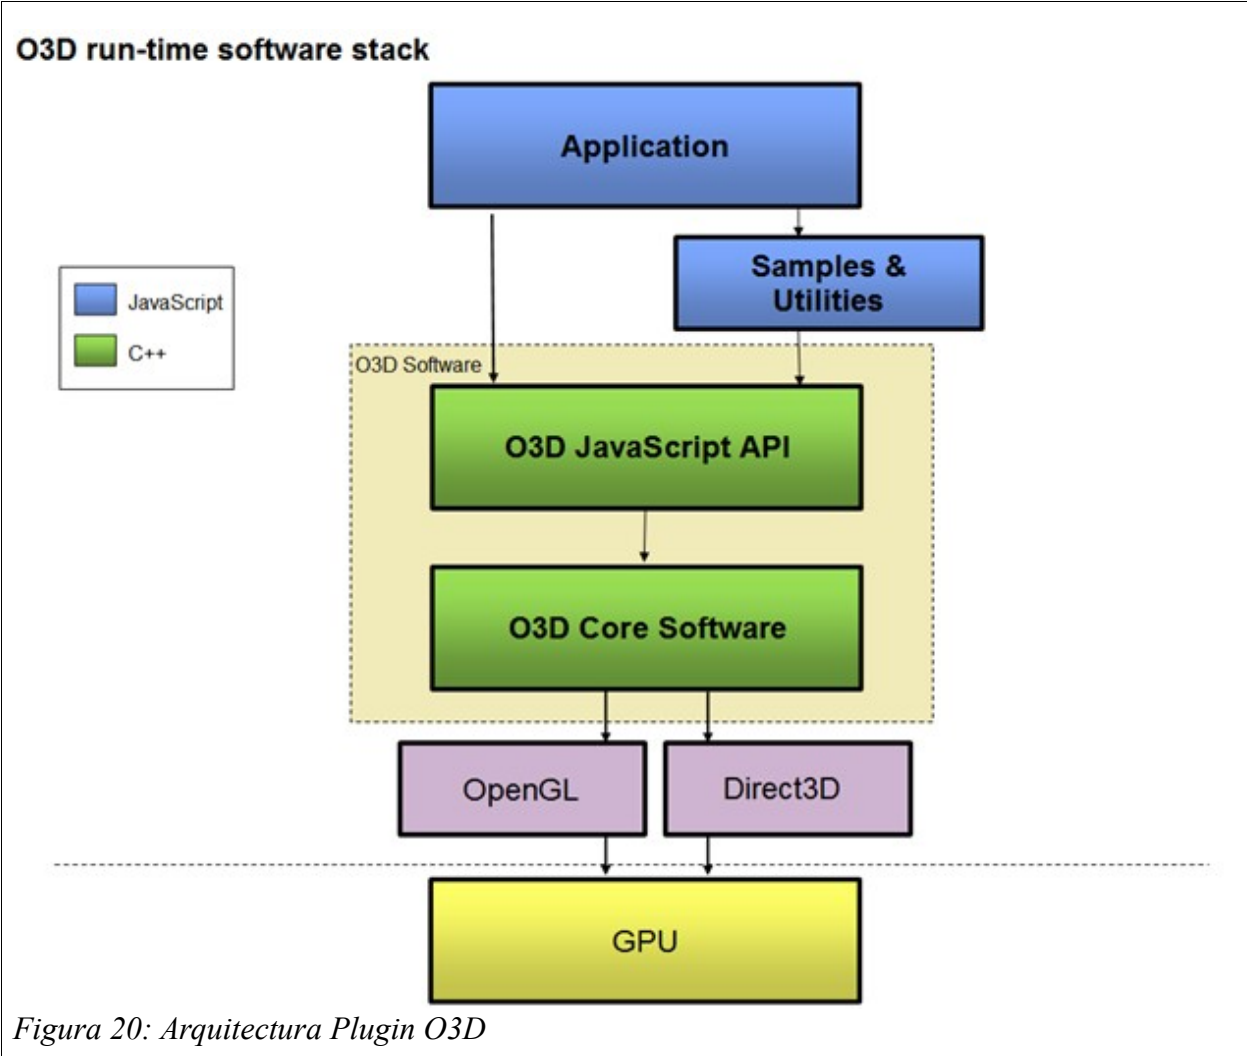 O3D run-time software stack
Application
Samples &
Utilities
JavaScript
C++
O3D Software
O3D JavaScript API
O3D Core Software
OpenGL
Direct3D
GPU
Figura 20: Arquitectura Plugin O3D